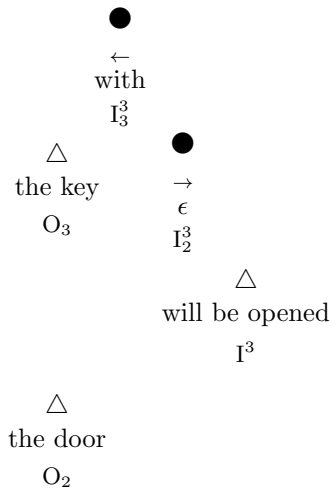 ←
with
I₃³
△
the key
O₃
→
ϵ
I₂³
△
will be opened
I³
△
the door
O₂